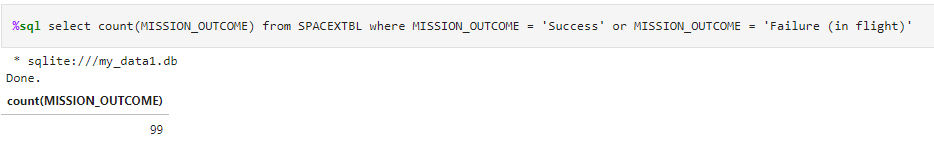 %sql select count(MISSION_OUTCOME) from SPACEXTBL where MISSION_OUTCOME = 'Success' or MISSION_OUTCOME = 'Failure (in flight)'
* sqlite:///my_data1.db
Done.
count(MISSION_OUTCOME)
99